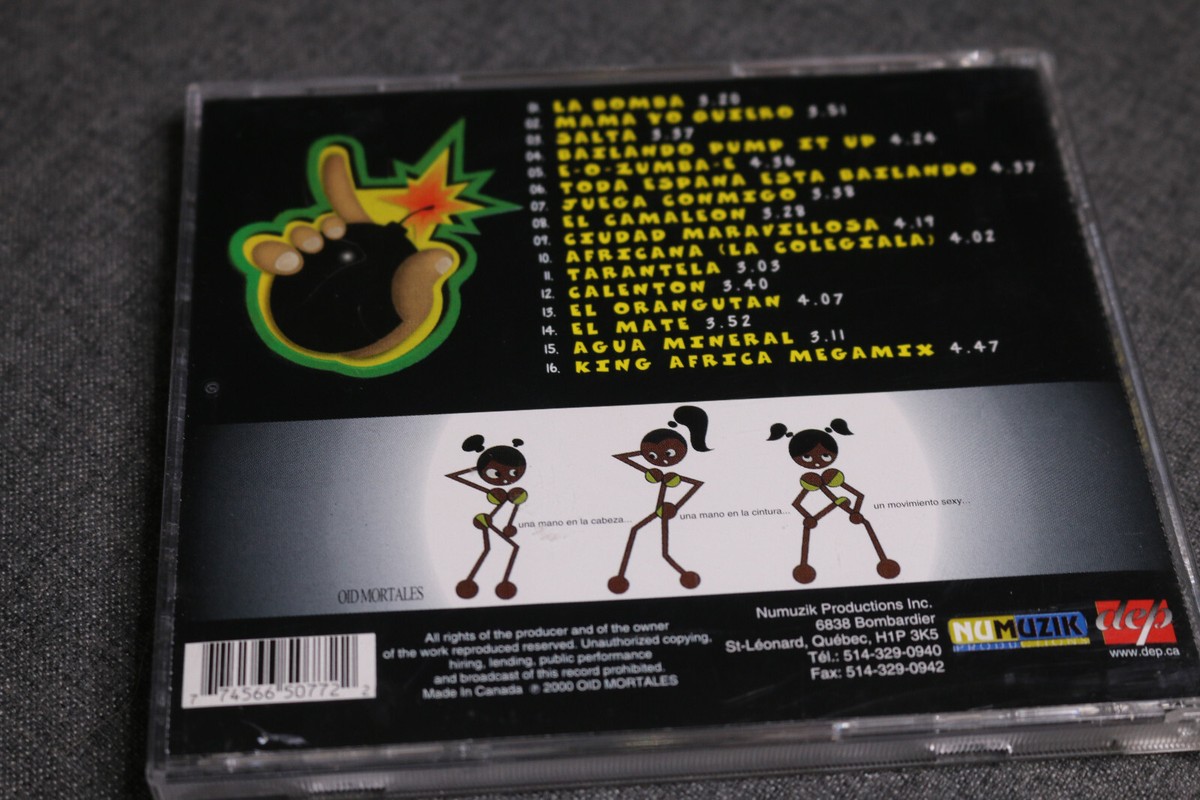 01. LA BOMBA 3.20
02. MAMA YO QUIERO 3.51
03. SALTA 3.37
04. BAILANDO PUMP IT UP 4.24
05. E-O-ZUMBA-E 4.36
06. TODA ESPANA ESTA BAILANDO 4.37
07. JUEGA CONMIGO 3.38
08. EL CAMALEON 3.28
09. CIUDAD MARAVILLOSA 4.19
10. AFRICANA (LA COLEGIALA) 4.02
11. TARANTELA 3.03
12. CALENTON 3.40
13. EL ORANGUTAN 4.07
14. EL MATE 3.52
15. AGUA MINERAL 3.11
16. KING AFRICA MEGAMIX 4.47
una mano en la cabeza...
una mano en la cintura...
un movimiento sexy...
OID MORTALES
7 74566 50772 2
All rights of the producer and of the owner
of the work reproduced reserved. Unauthorized copying,
hiring, lending, public performance
and broadcast of this record prohibited.
Made In Canada ℗ 2000 OID MORTALES
Numuzik Productions Inc.
6838 Bombardier
St-Léonard, Québec, H1P 3K5
Tél.: 514-329-0940
Fax: 514-329-0942
NUMUZIK
dep
www.dep.ca